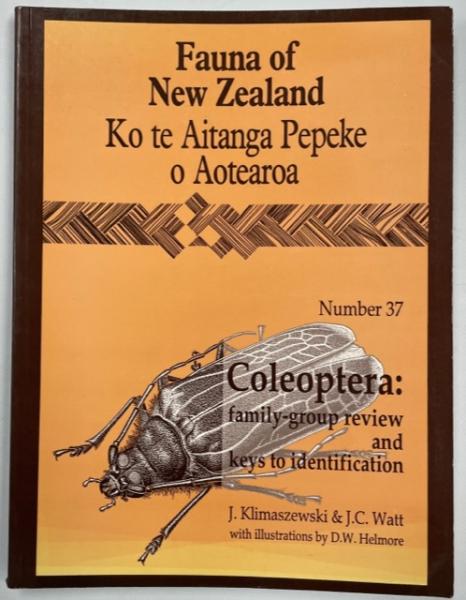 Fauna of
New Zealand
Ko te Aitanga Pepeke
o Aotearoa
Number 37
Coleoptera:
family-group review
and
keys to identification
J. Klimaszewski & J.C. Watt
with illustrations by D.W. Helmore